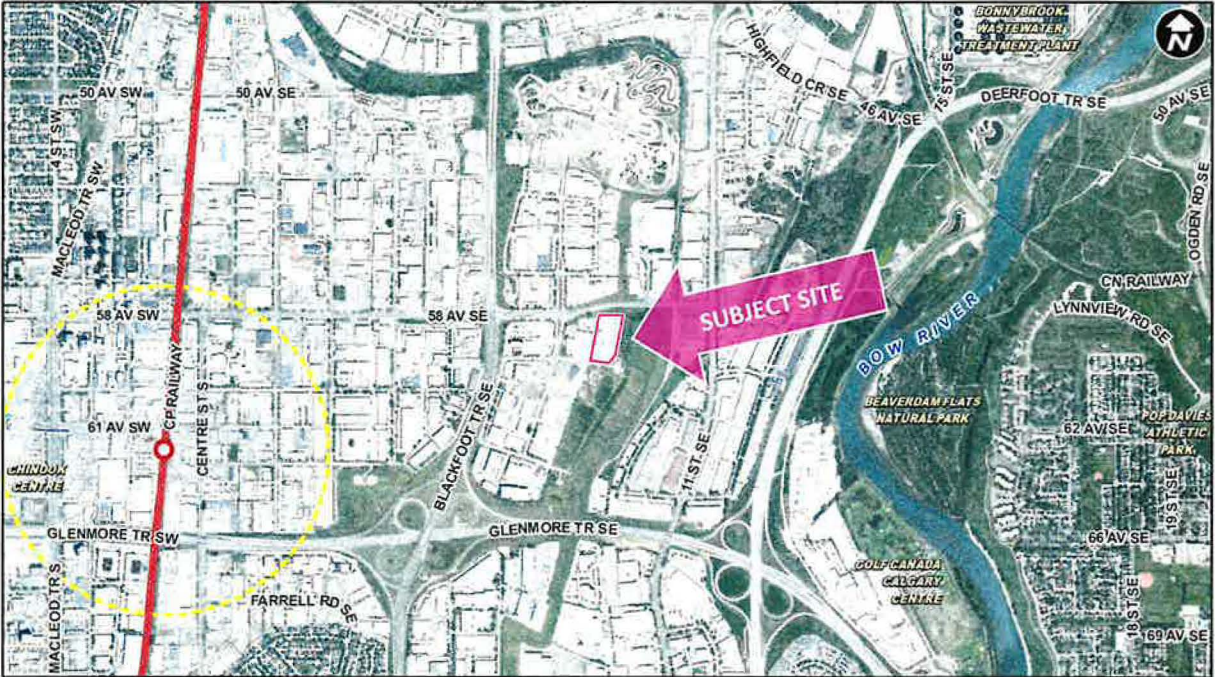 BONNYBROOK
WASTEWATER
TREATMENT PLANT
N
50 AV SW
50 AV SE
4 ST SW
MACLEOD TR SW
HIGHFIELD CR SE
46 AV SE
15 ST SE
DEERFOOT TR SE
50 AV SE
OGDEN RD SE
CN RAILWAY
LYNNVIEW RD SE
58 AV SW
58 AV SE
SUBJECT SITE
BOW RIVER
CP RAILWAY
CENTRE ST S
61 AV SW
CHINOOK
CENTRE
BLACKFOOT TR SE
11 ST SE
BEAVERDAM FLATS
NATURAL PARK
62 AV SE
POP DAVIES
ATHLETIC
PARK
19 ST SE
GLENMORE TR SW
GLENMORE TR SE
66 AV SE
GOLF CANADA
CALGARY
CENTRE
MACLEOD TR S
FARRELL RD SE
18 ST SE
69 AV SE